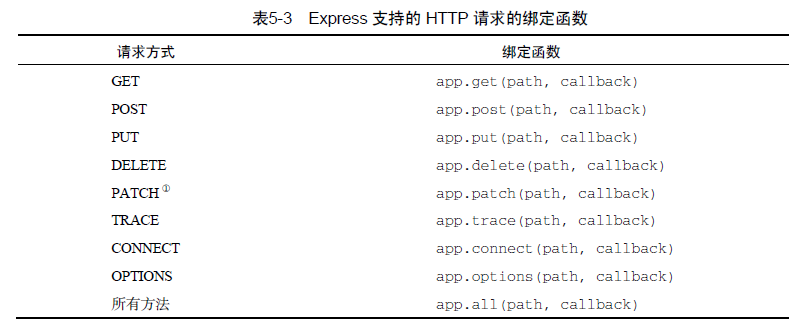 表5-3 Express 支持的 HTTP 请求的绑定函数
请求方式 绑定函数
GET app.get(path, callback)
POST app.post(path, callback)
PUT app.put(path, callback)
DELETE app.delete(path, callback)
PATCH① app.patch(path, callback)
TRACE app.trace(path, callback)
CONNECT app.connect(path, callback)
OPTIONS app.options(path, callback)
所有方法 app.all(path, callback)